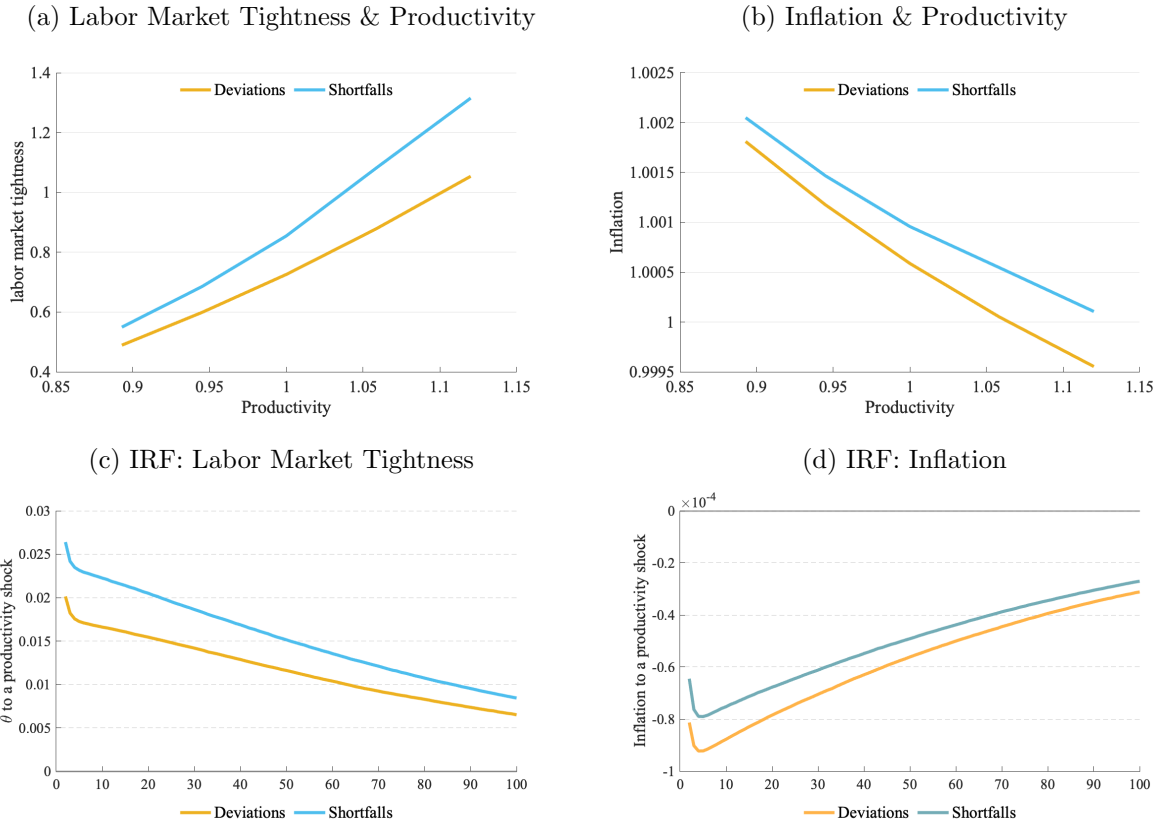 (a) Labor Market Tightness & Productivity
1.4
1.2
1
0.8
0.6
0.4
labor market tightness
Deviations Shortfalls
0.85 0.9 0.95 1 1.05 1.1 1.15
Productivity
(b) Inflation & Productivity
1.0025
1.002
1.0015
1.001
1.0005
1
0.9995
Inflation
Deviations Shortfalls
0.85 0.9 0.95 1 1.05 1.1 1.15
Productivity
(c) IRF: Labor Market Tightness
0.03
0.025
0.02
0.015
0.01
0.005
0
θ to a productivity shock
0 10 20 30 40 50 60 70 80 90 100
Deviations Shortfalls
(d) IRF: Inflation
×10-4
0
-0.2
-0.4
-0.6
-0.8
-1
Inflation to a productivity shock
0 10 20 30 40 50 60 70 80 90 100
Deviations Shortfalls